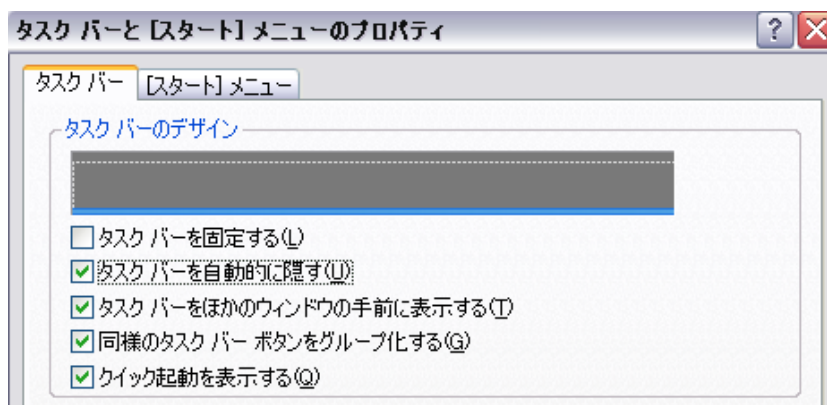 タスク バーと [スタート] メニューのプロパティ
タスク バー [スタート] メニュー
タスク バーのデザイン
タスク バーを固定する(L)
タスク バーを自動的に隠す(U)
タスク バーをほかのウィンドウの手前に表示する(T)
同様のタスク バー ボタンをグループ化する(G)
クイック起動を表示する(Q)